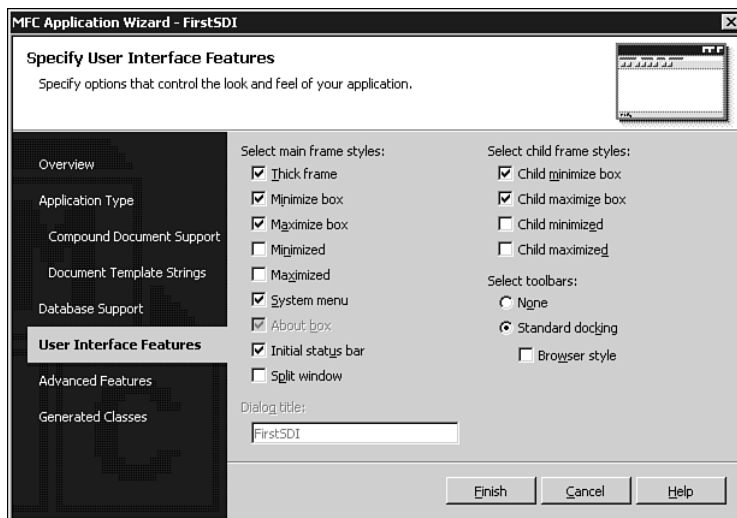 MFC Application Wizard - FirstSDI
Specify User Interface Features
Specify options that control the look and feel of your application.
Overview
Application Type
Compound Document Support
Document Template Strings
Database Support
User Interface Features
Advanced Features
Generated Classes
Select main frame styles:
Thick frame
Minimize box
Maximize box
Minimized
Maximized
System menu
About box
Initial status bar
Split window
Dialog title:
FirstSDI
Select child frame styles:
Child minimize box
Child maximize box
Child minimized
Child maximized
Select toolbars:
None
Standard docking
Browser style
Finish
Cancel
Help